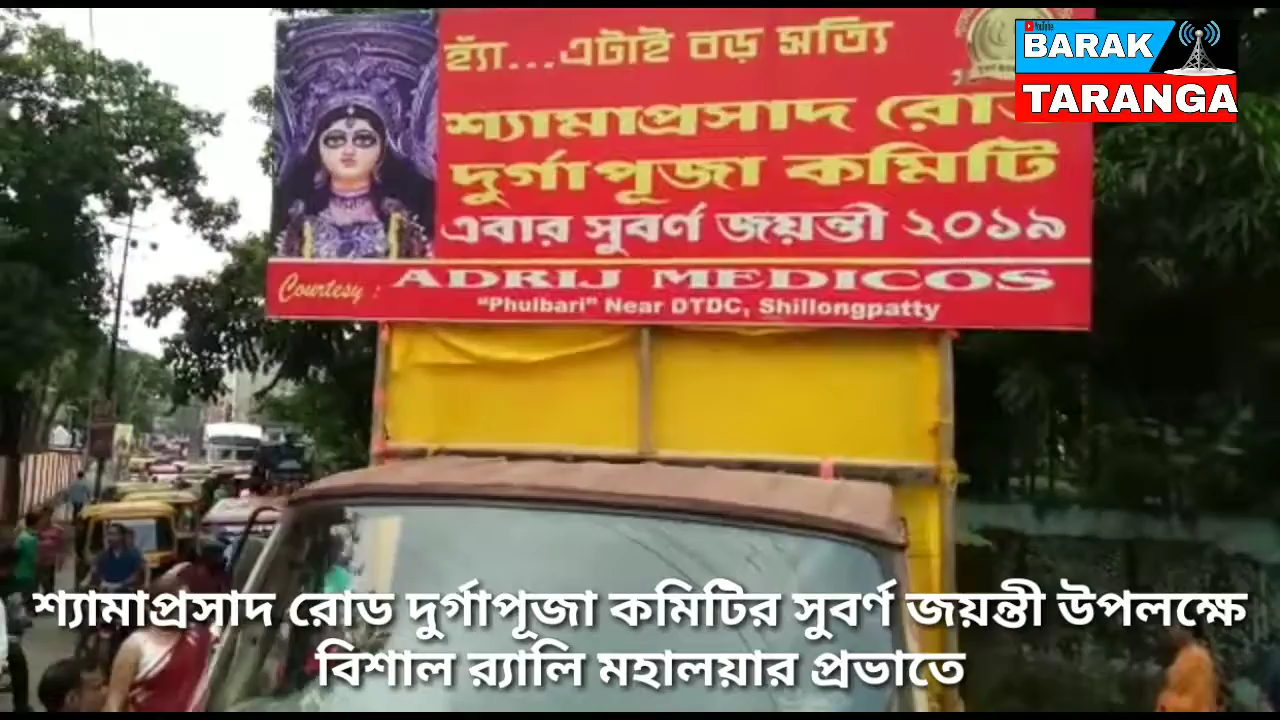 হ্যাঁ...এটাই বড় সত্যি
YouTube
BARAK
TARANGA
শ্যামাপ্রসাদ
দুর্গাপূজা কমিটি
এবার সুবর্ণ জয়ন্তী ২০১৯
Courtesy : ADRIJ MEDICOS
"Phulbari" Near DTDC, Shillongpatty
শ্যামাপ্রসাদ রোড দুর্গাপূজা কমিটির সুবর্ণ জয়ন্তী উপলক্ষে
বিশাল র‍্যালি মহালয়ার প্রভাতে